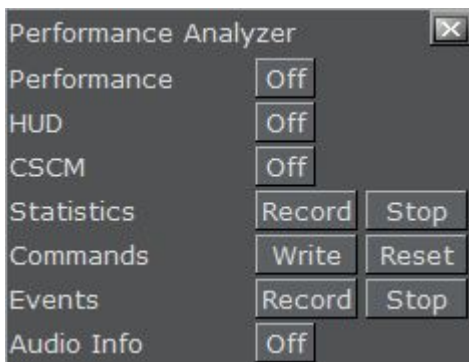 Performance Analyzer
Performance Off
HUD Off
CSCM Off
Statistics Record Stop
Commands Write Reset
Events Record Stop
Audio Info Off